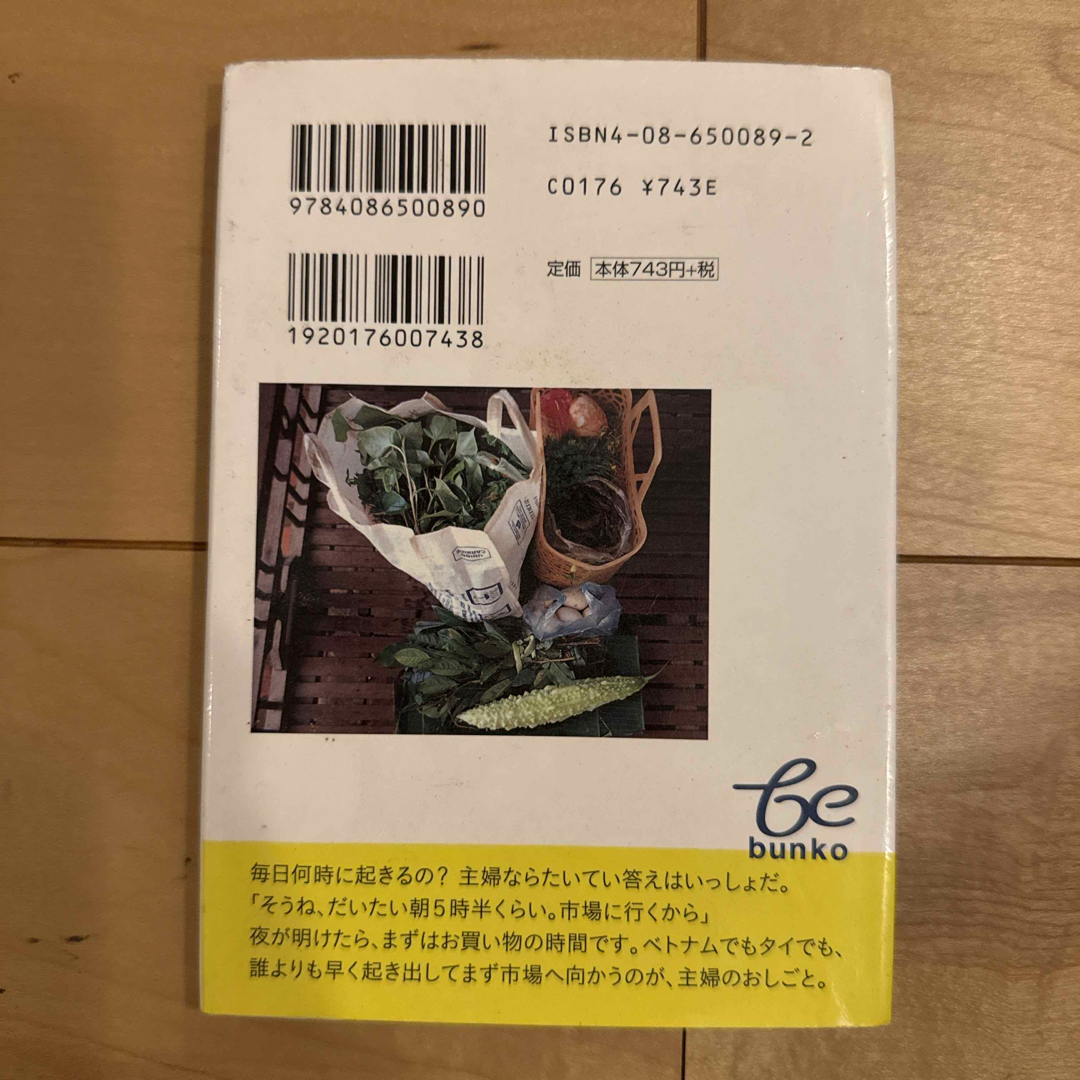 9784086500890
ISBN4-08-650089-2
C0176 ¥743E
1920176007438
定価 本体743円+税
UNION CARBIDE
be
bunko
毎日何時に起きるの? 主婦ならたいてい答えはいっしょだ。
「そうね、だいたい朝5時半くらい。市場に行くから」
夜が明けたら、まずはお買い物の時間です。ベトナムでもタイでも、
誰よりも早く起き出してまず市場へ向かうのが、主婦のおしごと。